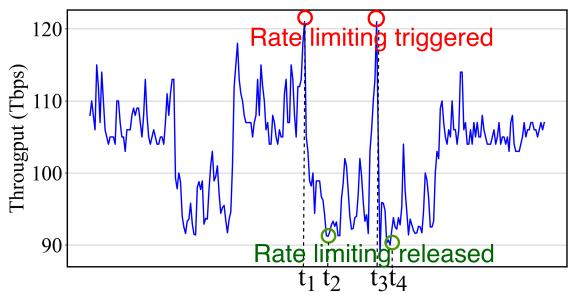 Througput (Tbps)
120
110
100
90
Rate limiting triggered
Rate limiting released
t1 t2 t3 t4